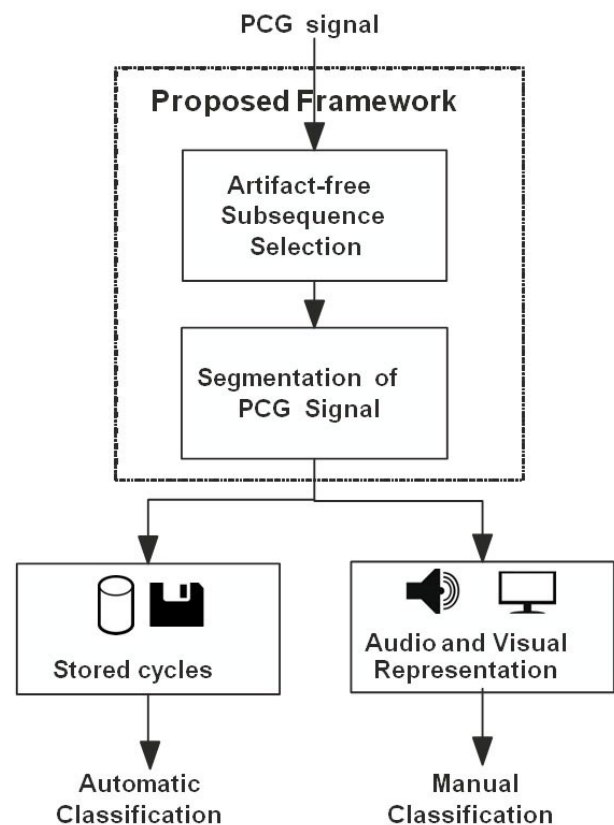 PCG signal
Proposed Framework
Artifact-free
Subsequence
Selection
Segmentation of
PCG Signal
Stored cycles
Audio and Visual
Representation
Automatic
Classification
Manual
Classification